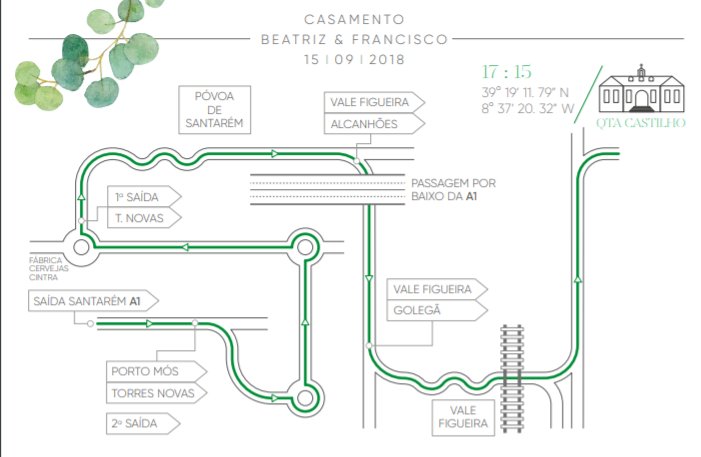 CASAMENTO
BEATRIZ & FRANCISCO
15 | 09 | 2018
17 : 15
39° 19' 11. 79" N
8° 37' 20. 32" W
QTA CASTILHO
PÓVOA
DE
SANTARÉM
VALE FIGUEIRA
ALCANHÕES
PASSAGEM POR
BAIXO DA A1
1ª SAÍDA
T. NOVAS
FÁBRICA
CERVEJAS
CINTRA
SAÍDA SANTARÉM A1
VALE FIGUEIRA
GOLEGÃ
PORTO MÓS
TORRES NOVAS
2ª SAÍDA
VALE
FIGUEIRA